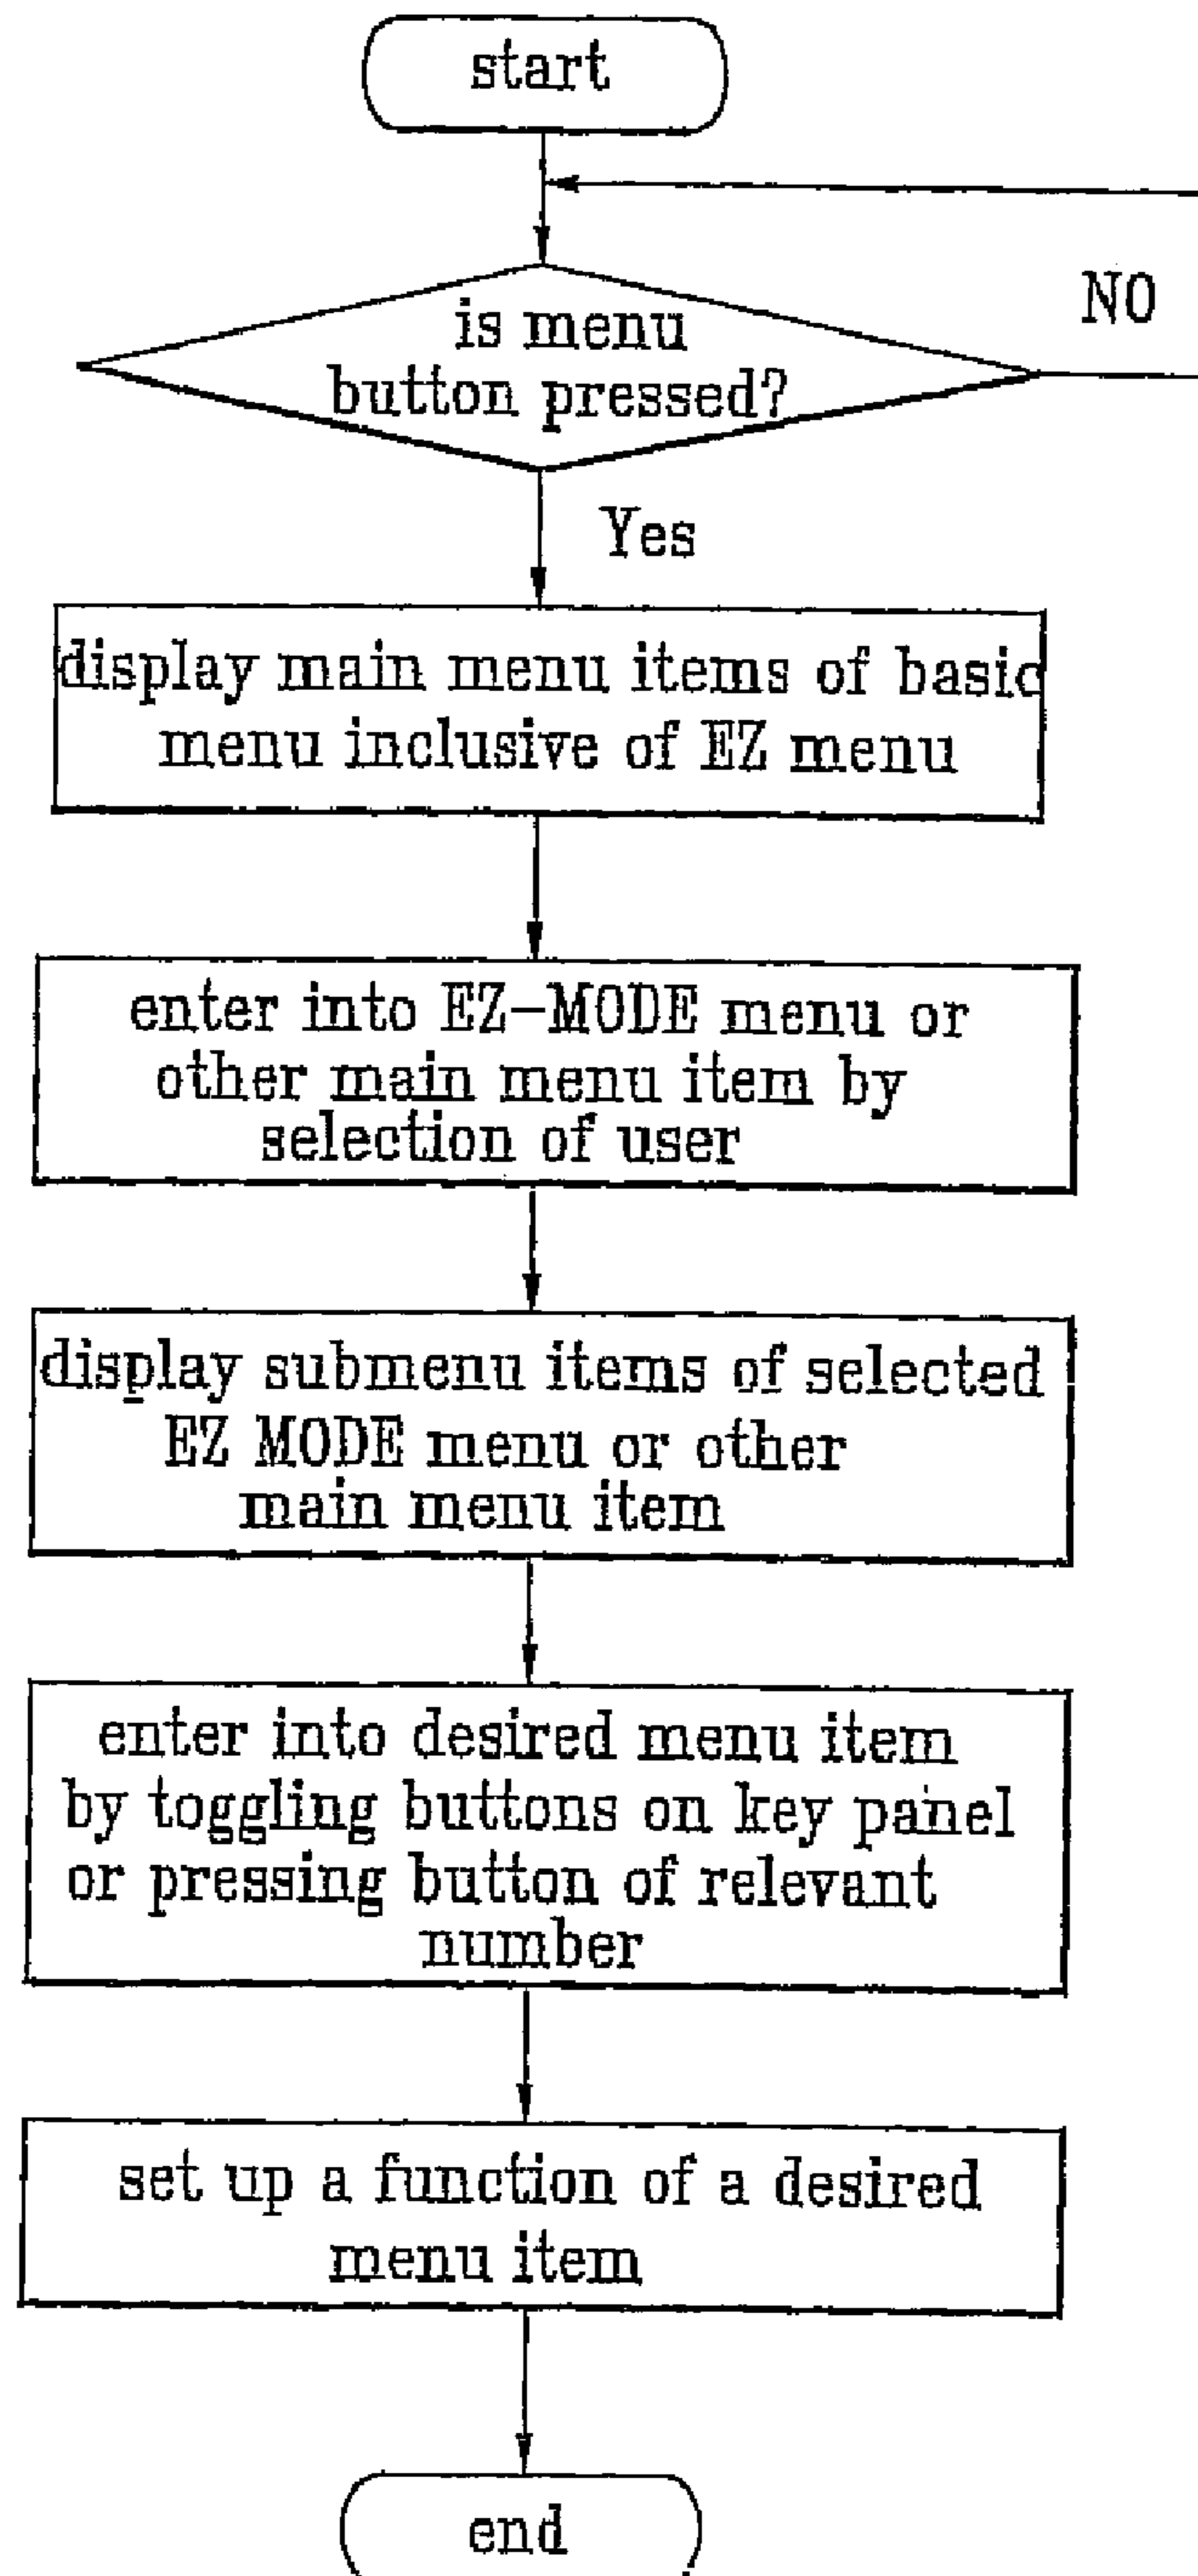 start
NO
is menu
button pressed?
Yes
display main menu items of basic
menu inclusive of EZ menu
enter into EZ-MODE menu or
other main menu item by
selection of user
display submenu items of selected
EZ MODE menu or other
main menu item
enter into desired menu item
by toggling buttons on key panel
or pressing button of relevant
number
set up a function of a desired
menu item
end